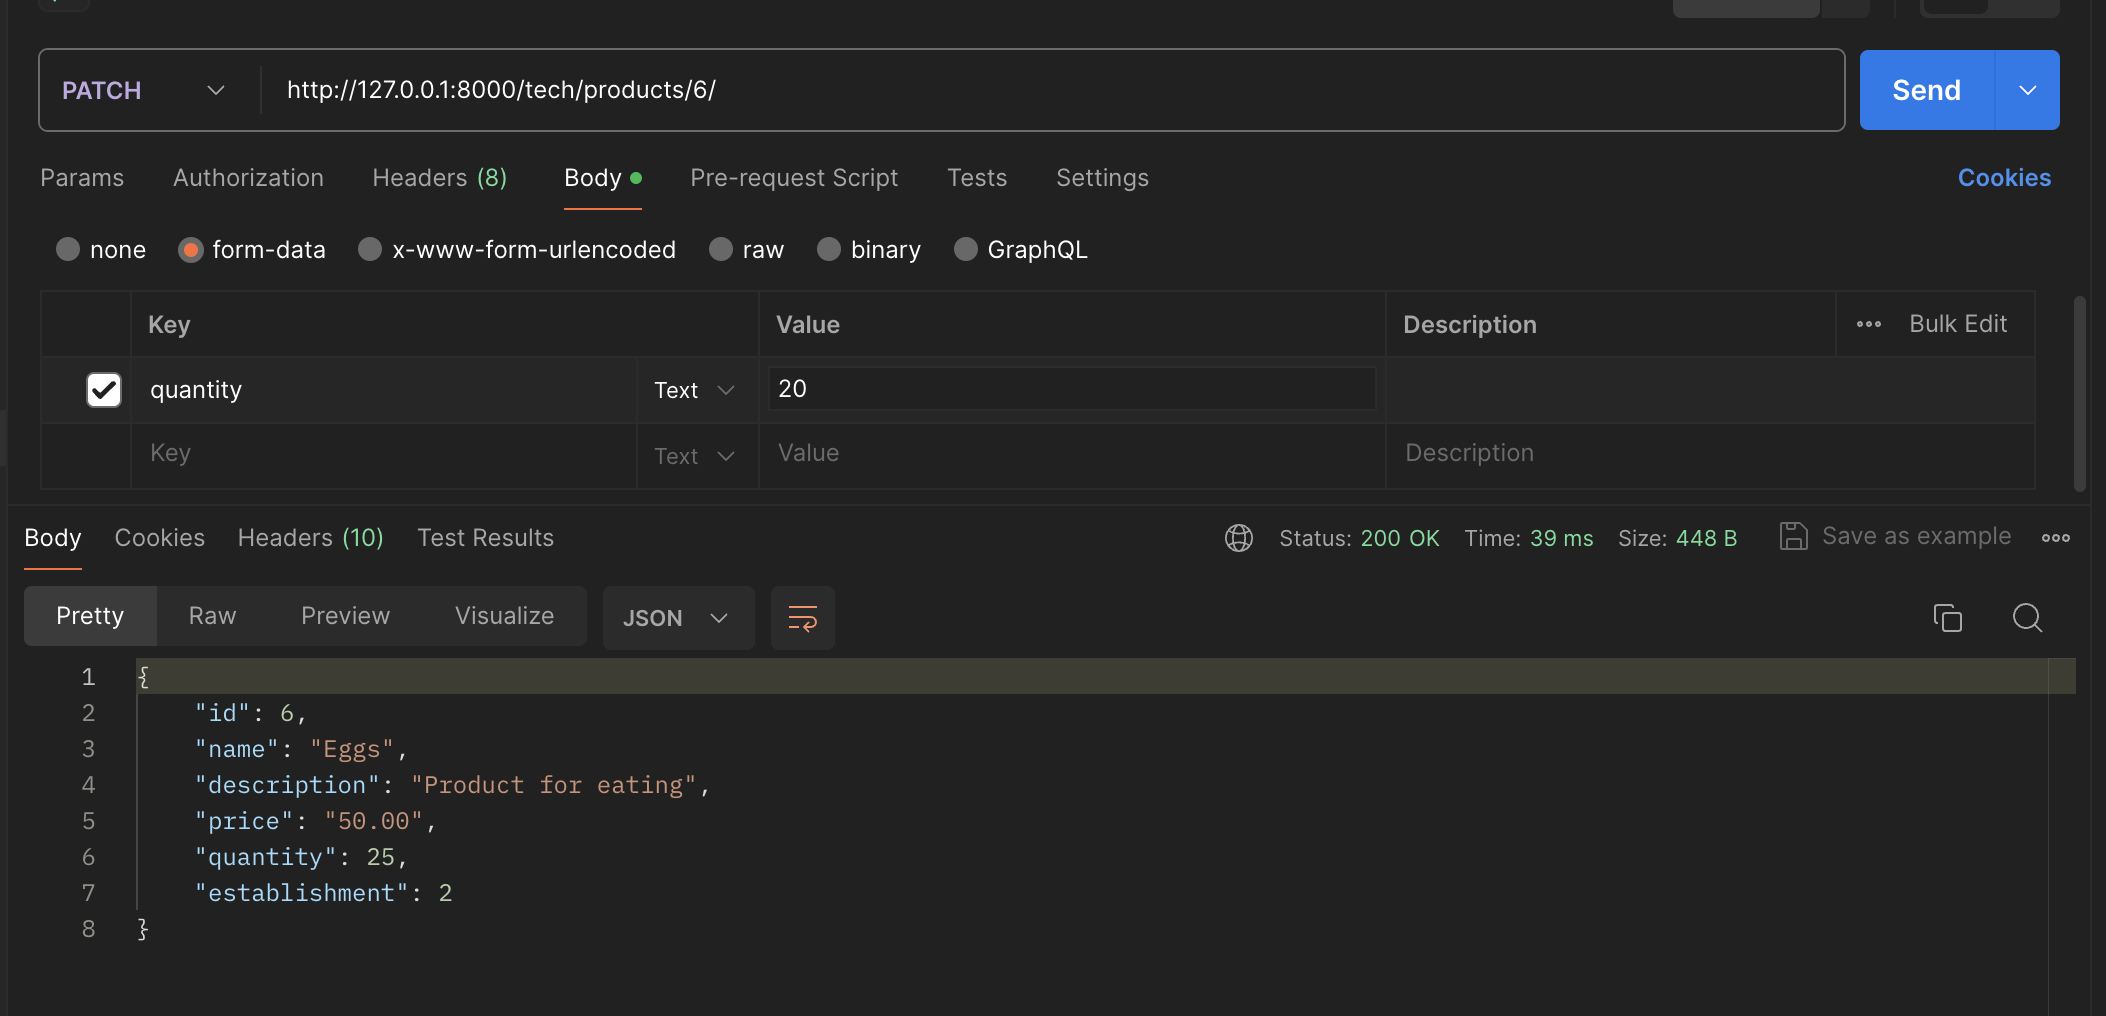 PATCH http://127.0.0.1:8000/tech/products/6/ Send
Params Authorization Headers (8) Body Pre-request Script Tests Settings Cookies
none form-data x-www-form-urlencoded raw binary GraphQL
Key Value Description Bulk Edit
quantity Text 20
Key Text Value Description
Body Cookies Headers (10) Test Results Status: 200 OK Time: 39 ms Size: 448 B Save as example
Pretty Raw Preview Visualize JSON
1 {
2 "id": 6,
3 "name": "Eggs",
4 "description": "Product for eating",
5 "price": "50.00",
6 "quantity": 25,
7 "establishment": 2
8 }